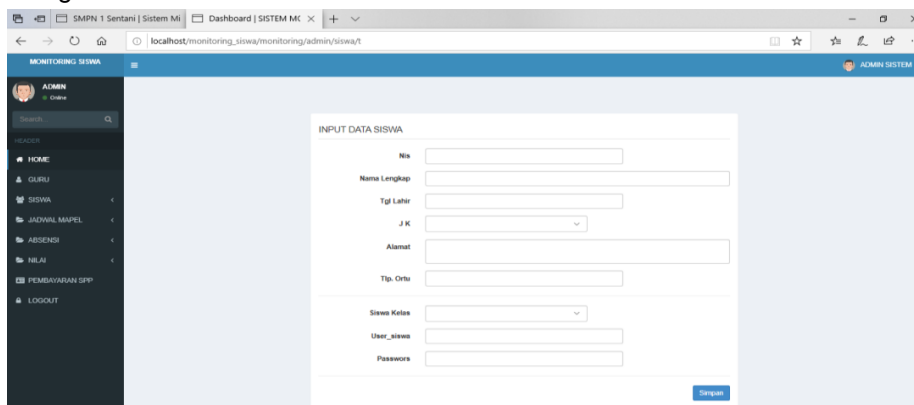 SMPN 1 Sentani | Sistem Mi
Dashboard | SISTEM M
localhost/monitoring_siswa/monitoring/admin/siswa/t
MONITORING SISWA
ADMIN SISTEM
ADMIN
Online
Search...
HEADER
HOME
GURU
SISWA
JADWAL MAPEL
ABSENSI
NILAI
PEMBAYARAN SPP
LOGOUT
INPUT DATA SISWA
Nis
Nama Lengkap
Tgl Lahir
J K
Alamat
Tlp. Ortu
Siswa Kelas
User_siswa
Passwors
Simpan